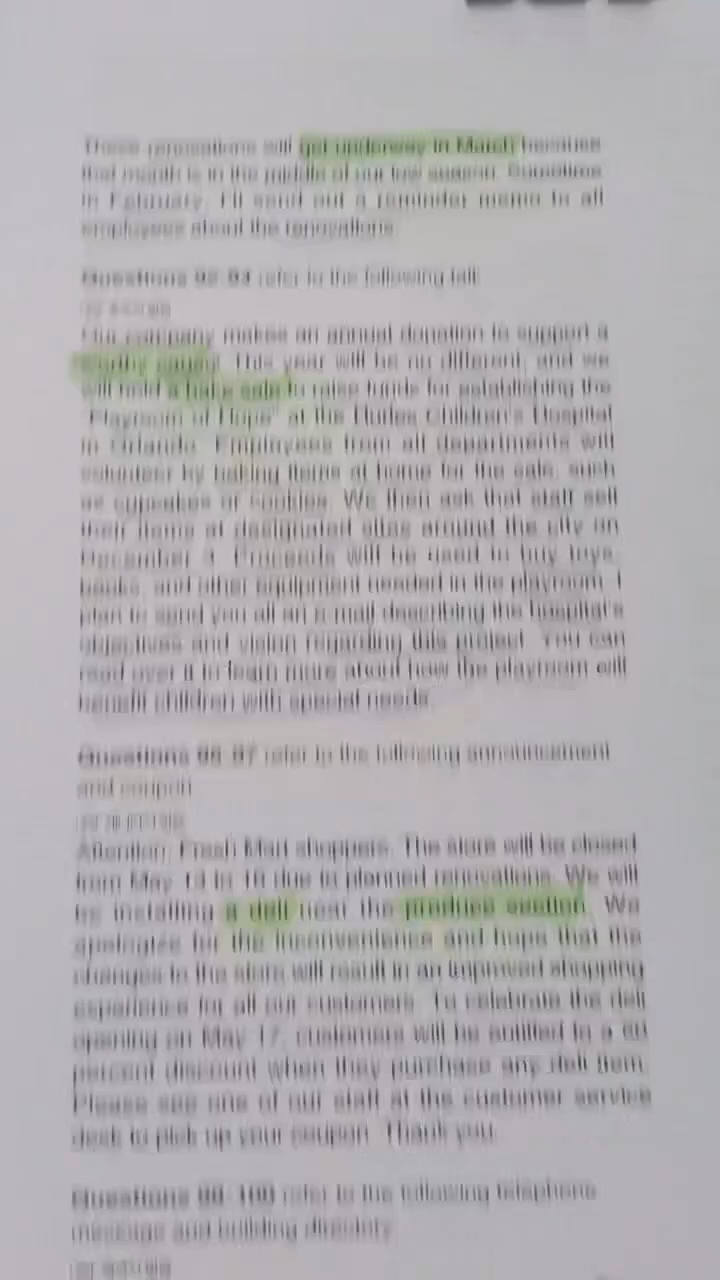 These renovations will get underway in March because
that month is in the middle of our low season. Sometime
in February, I'll send out a reminder memo to all
employees about the renovations.
Questions refer to the following talk.
Our company makes an annual donation to support a
worthy cause. This year will be no different, and we
will hold a bake sale to raise funds for establishing the
"Playroom of Hope" at the Children's Hospital
in Orlando. Employees from all departments will
volunteer by baking items at home for the sale, such
as cupcakes or cookies. We then ask that staff sell
their items at designated sites around the city on
December Proceeds will be used to buy toys,
books, and other equipment needed in the playroom. I
plan to send you all an e-mail describing the hospital's
objectives and vision regarding this project. You can
read over it to learn more about how the playroom will
benefit children with special needs.
Questions refer to the following announcement
and coupon.
Attention, Fresh Mart shoppers. The store will be closed
from May to 16 due to planned renovations. We will
be installing a deli near the produce section. We
apologize for the inconvenience and hope that the
changes to the store will result in an improved shopping
experience for all our customers. To celebrate the deli
opening on May 17, customers will be entitled to a
percent discount when they purchase any deli item.
Please see one of our staff at the customer service
desk to pick up your coupon. Thank you.
Questions refer to the following telephone
message and building directory.